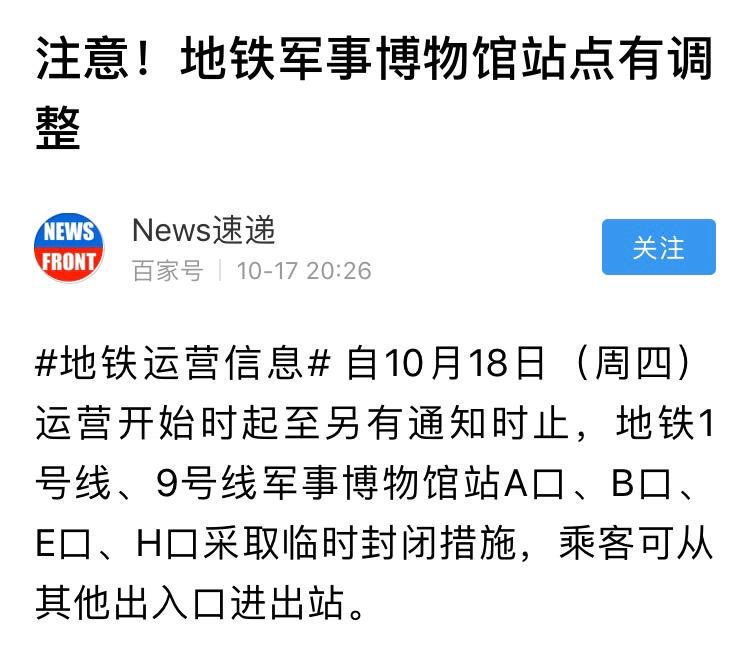 注意！地铁军事博物馆站点有调
整
NEWS
FRONT
News速递
百家号 | 10-17 20:26
关注
#地铁运营信息# 自10月18日（周四）
运营开始时起至另有通知时止，地铁1
号线、9号线军事博物馆站A口、B口、
E口、H口采取临时封闭措施，乘客可从
其他出入口进出站。